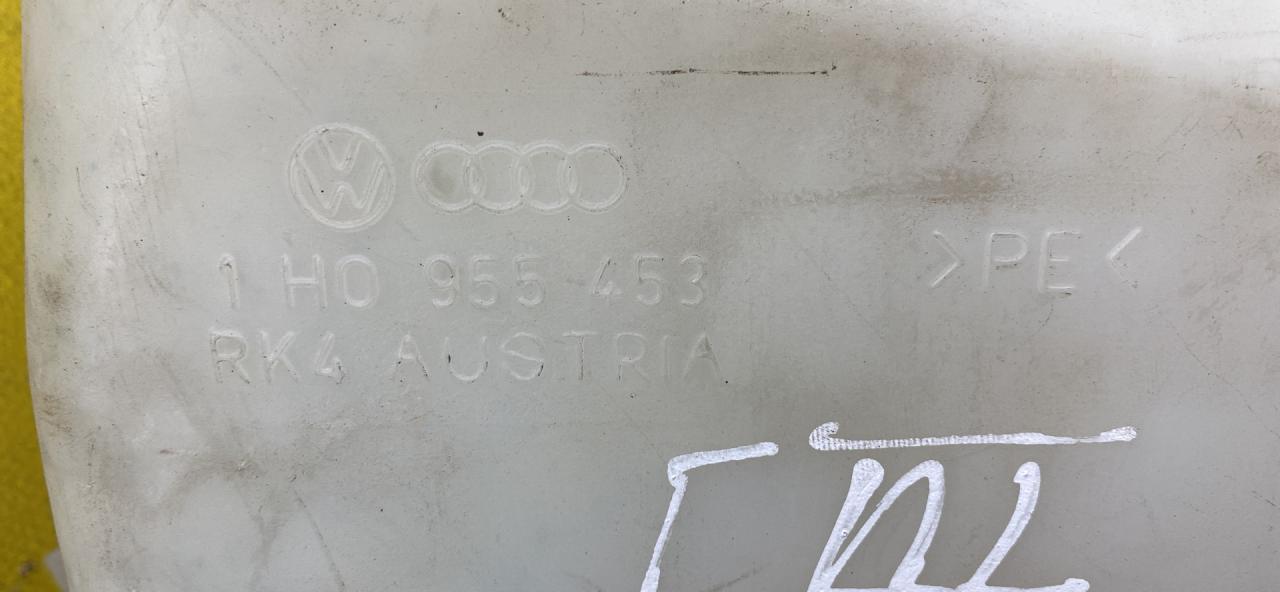 1 H0 955 453
>PE<
RK4 AUSTRIA